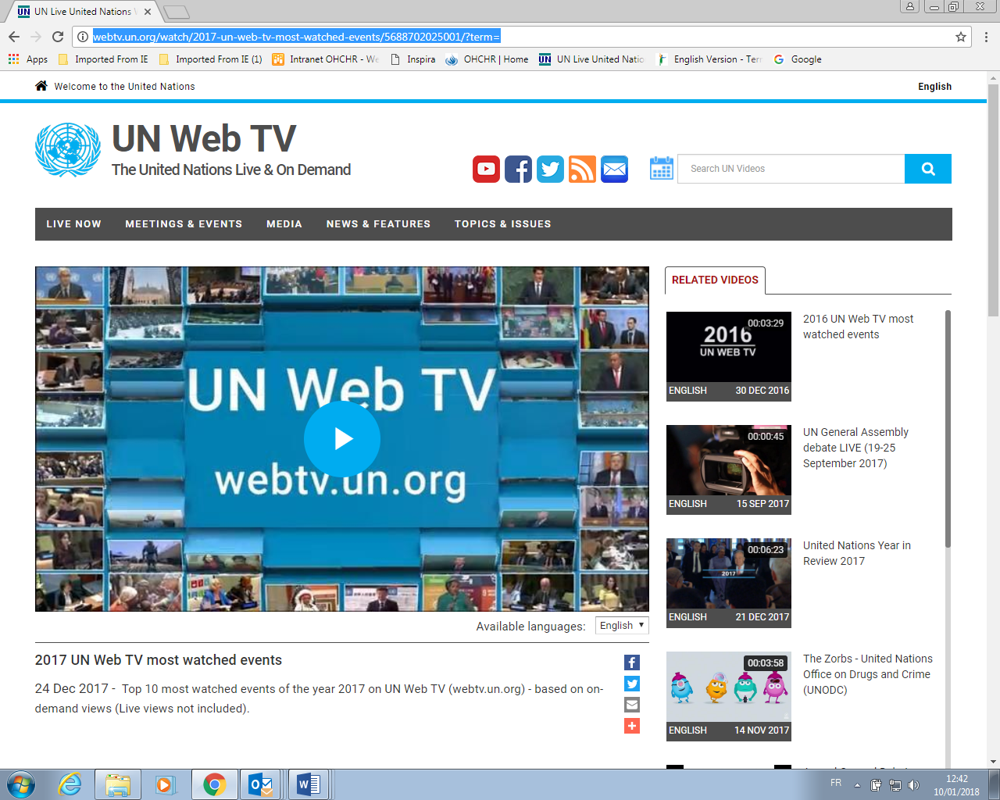 UN Live United Nations
webtv.un.org/watch/2017-un-web-tv-most-watched-events/5688702025001/?term=
Apps
Imported From IE
Imported From IE (1)
Intranet OHCHR - We
Inspira
OHCHR | Home
UN Live United Natio
English Version - Terr
Google
Welcome to the United Nations
English
UN Web TV
The United Nations Live & On Demand
Search UN Videos
LIVE NOW
MEETINGS & EVENTS
MEDIA
NEWS & FEATURES
TOPICS & ISSUES
UN Web TV
webtv.un.org
Available languages: English
2017 UN Web TV most watched events
24 Dec 2017 - Top 10 most watched events of the year 2017 on UN Web TV (webtv.un.org) - based on on-
demand views (Live views not included).
RELATED VIDEOS
00:03:29
2016
UN WEB TV
ENGLISH 30 DEC 2016
2016 UN Web TV most
watched events
00:00:45
ENGLISH 15 SEP 2017
UN General Assembly
debate LIVE (19-25
September 2017)
00:06:23
2017
ENGLISH 21 DEC 2017
United Nations Year in
Review 2017
00:03:58
ENGLISH 14 NOV 2017
The Zorbs - United Nations
Office on Drugs and Crime
(UNODC)
FR
12:42
10/01/2018